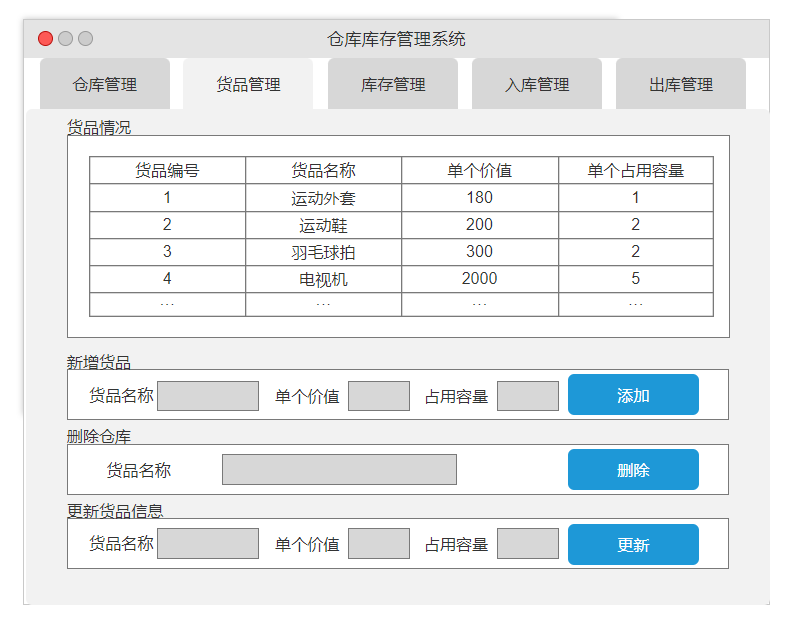 仓库库存管理系统
仓库管理 货品管理 库存管理 入库管理 出库管理
货品情况
货品编号 货品名称 单个价值 单个占用容量
1 运动外套 180 1
2 运动鞋 200 2
3 羽毛球拍 300 2
4 电视机 2000 5
… … … …
新增货品
货品名称 单个价值 占用容量 添加
删除仓库
货品名称 删除
更新货品信息
货品名称 单个价值 占用容量 更新